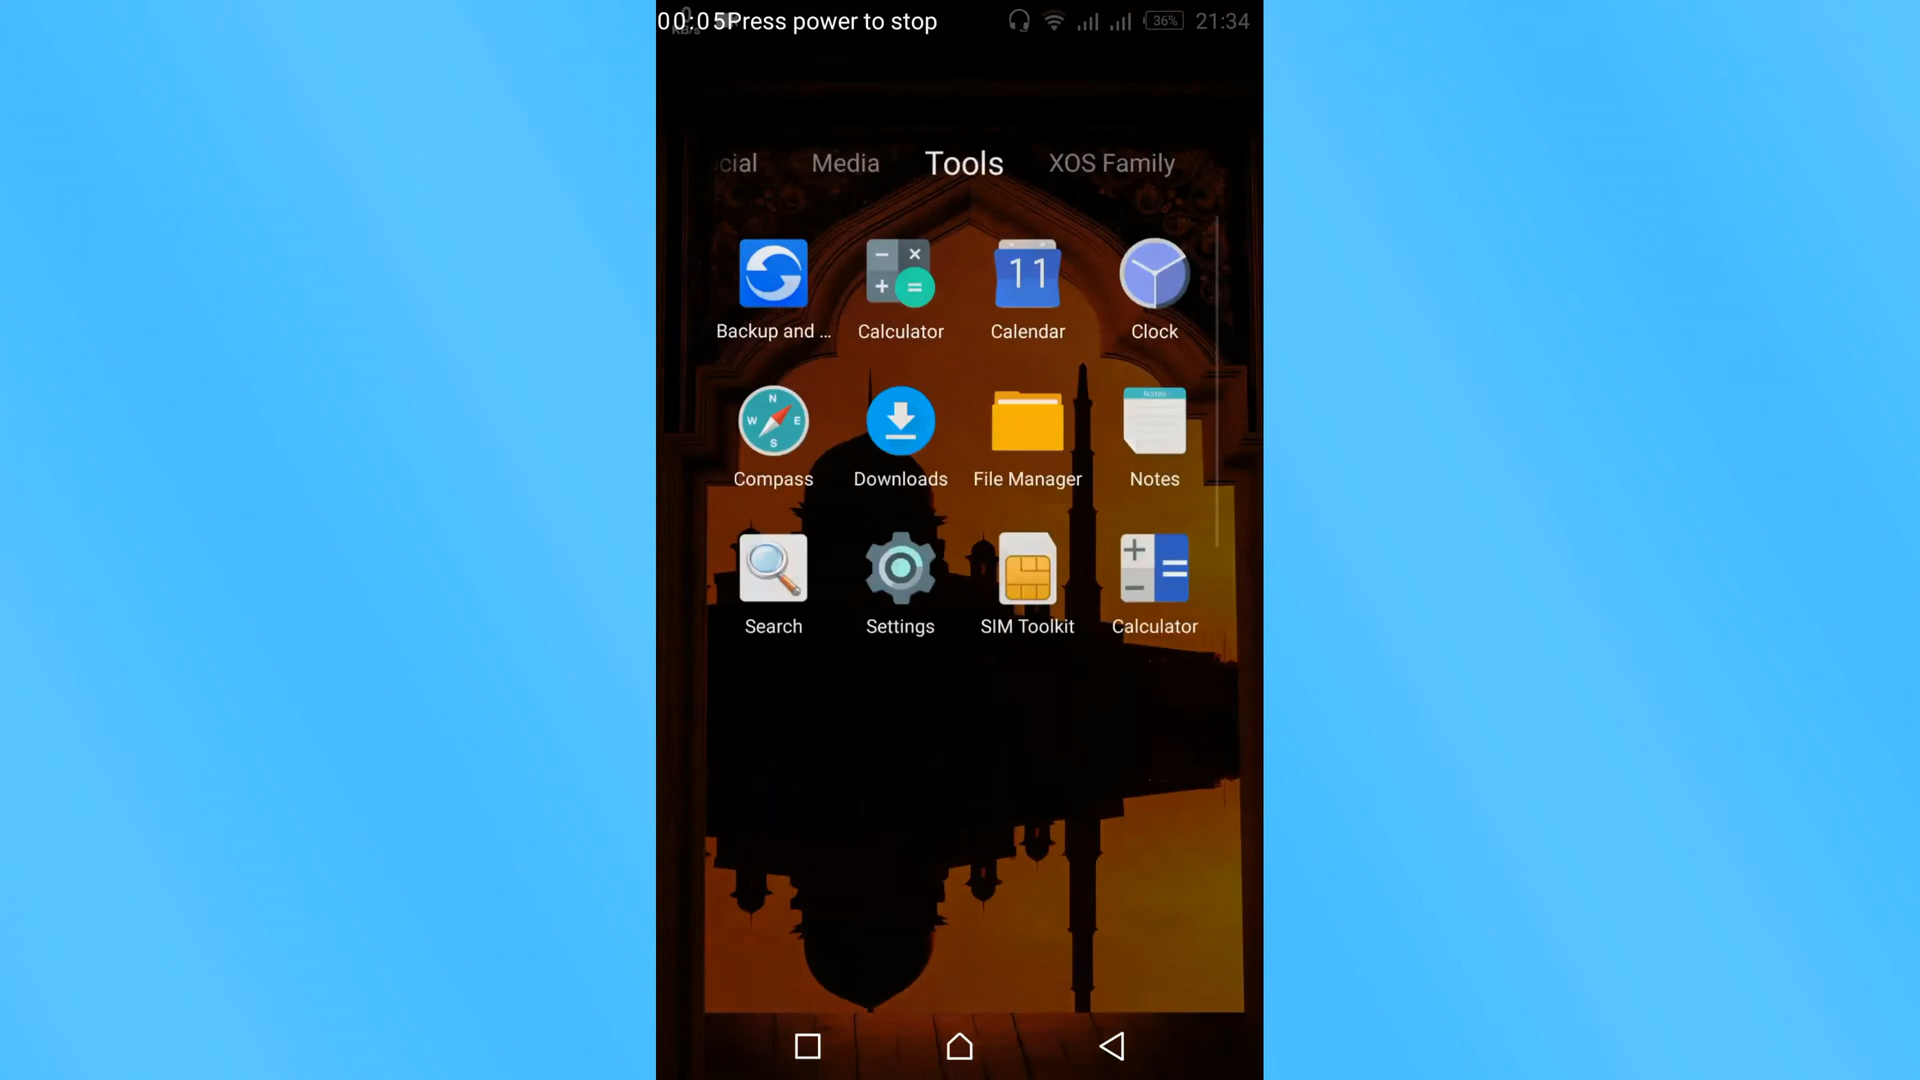 00:05Press power to stop 36% 21:34
cial Media Tools XOS Family
11
Backup and ... Calculator Calendar Clock
N
W E
S
Notes
Compass Downloads File Manager Notes
Search Settings SIM Toolkit Calculator